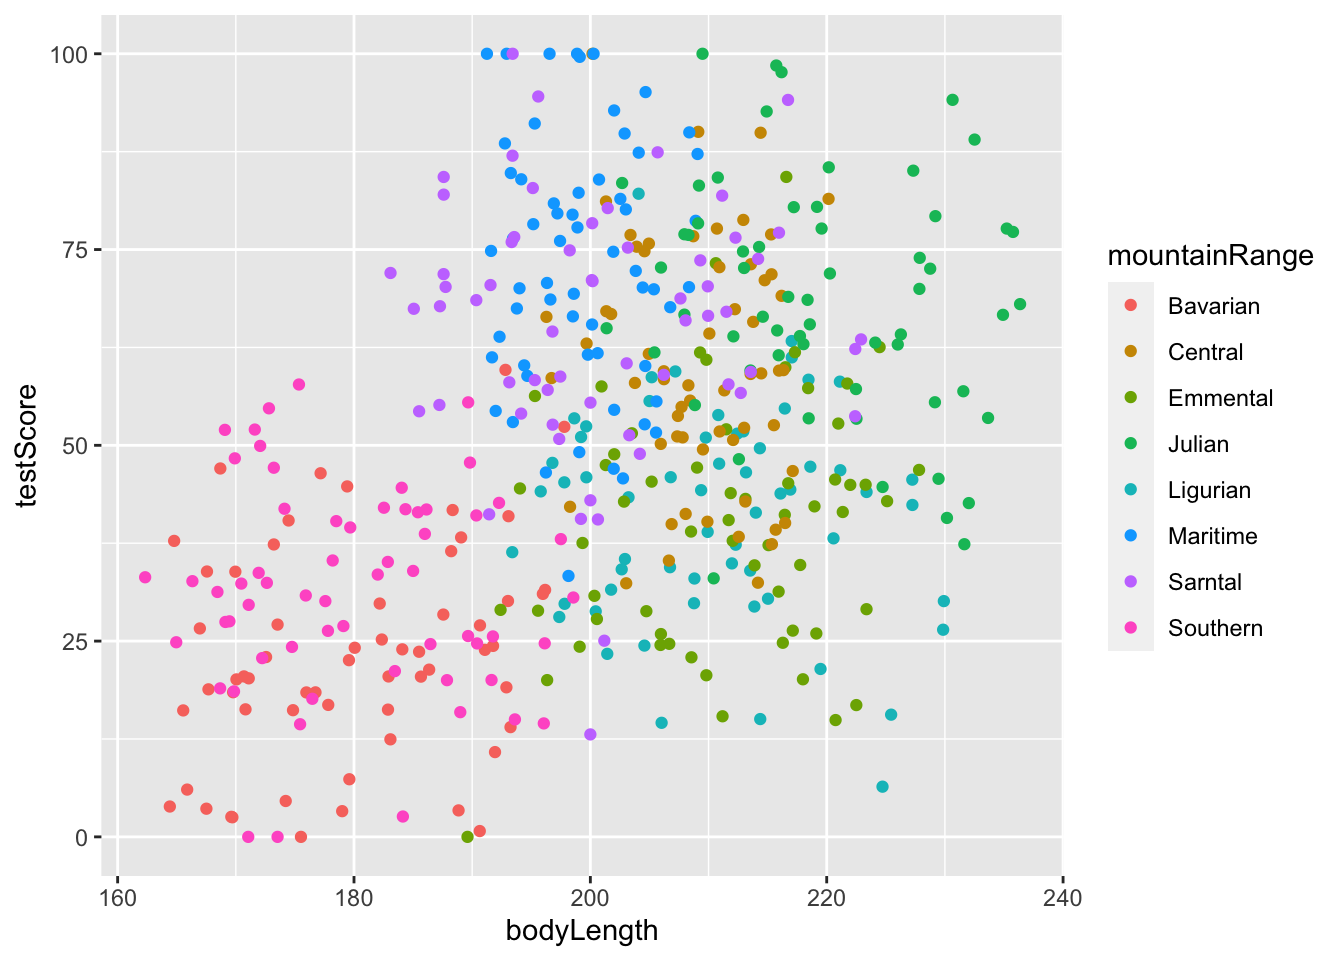 100
75
50
25
0
testScore
160 180 200 220 240
bodyLength
mountainRange
Bavarian
Central
Emmental
Julian
Ligurian
Maritime
Sarntal
Southern